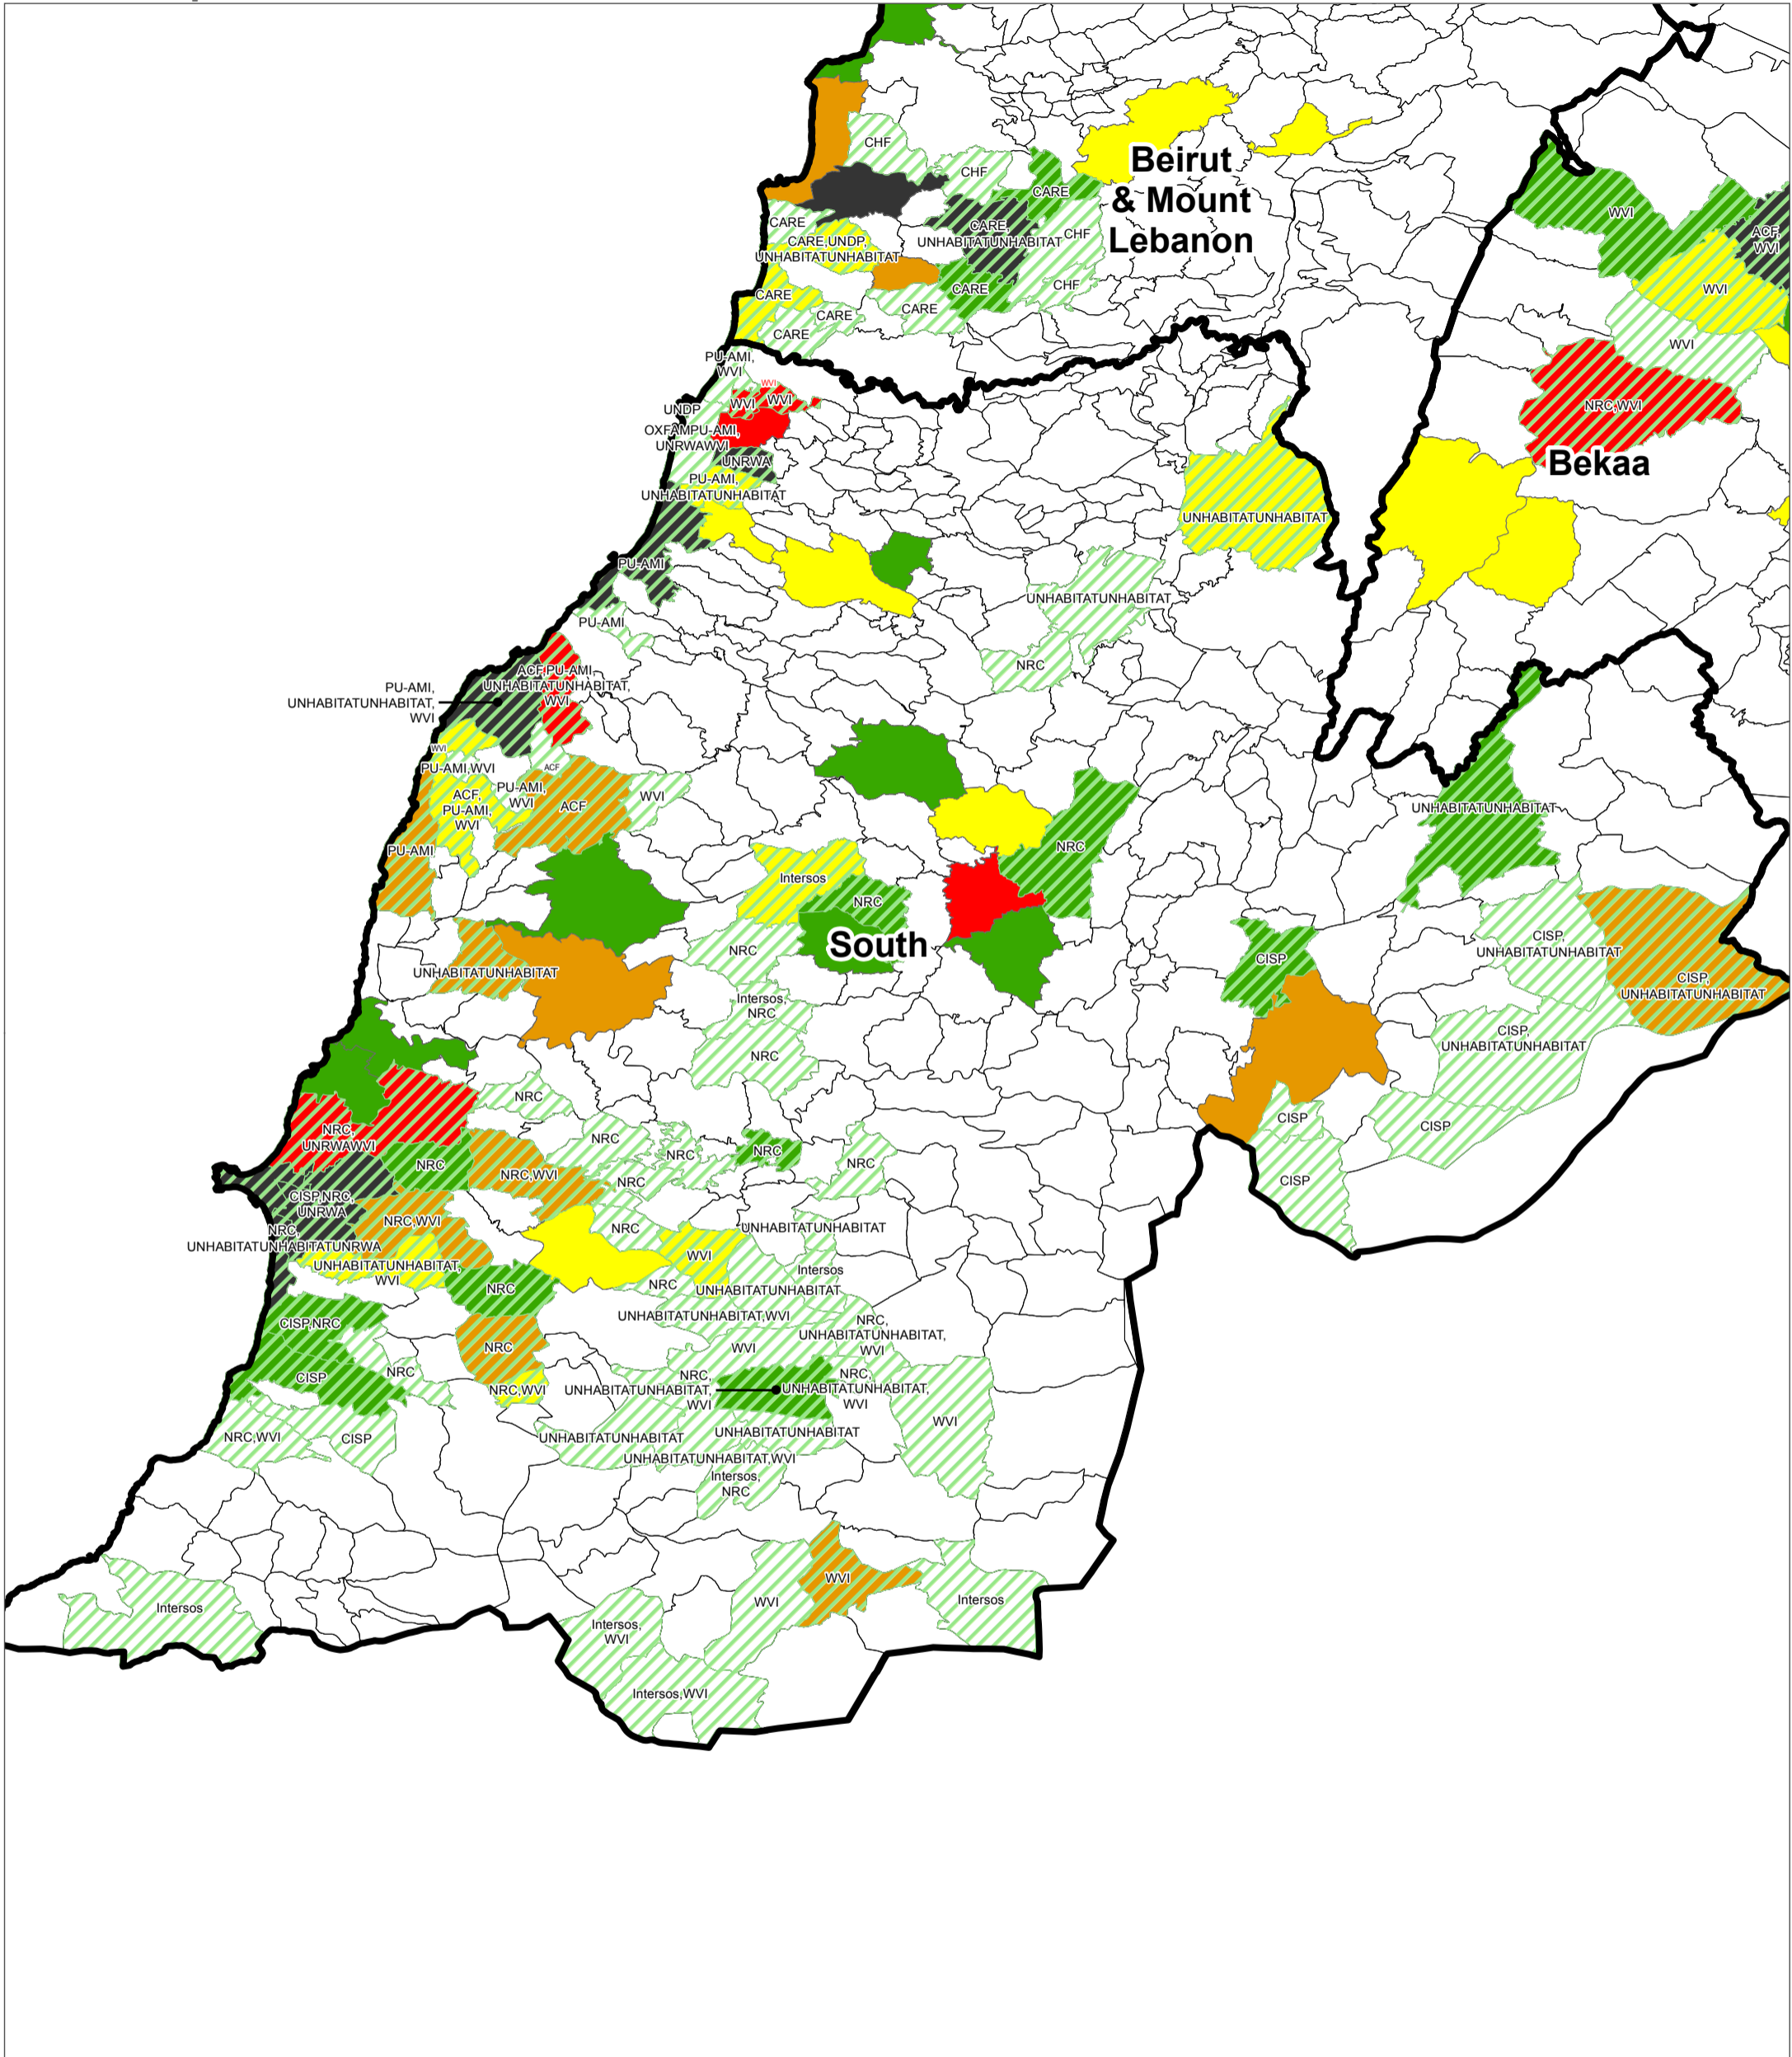 CHF
CHF
CARE
Beirut
& Mount
Lebanon
WVI
CARE
CARE,
UNHABITATUNHABITAT
CHF
ACF,
WVI
CARE,UNDP,
UNHABITATUNHABITAT
CARE
CHF
WVI
CARE
CARE
CARE
CARE
WVI
PU-AMI,
WVI
WVI
WVI
WVI
UNDP
NRC,WVI
OXFAMPU-AMI,
UNRWAWVI
UNRWA
Bekaa
PU-AMI,
UNHABITATUNHABITAT
UNHABITATUNHABITAT
PU-AMI
UNHABITATUNHABITAT
PU-AMI
NRC
ACF,PU-AMI,
UNHABITATUNHABITAT,
WVI
PU-AMI,
UNHABITATUNHABITAT,
WVI
WVI
PU-AMI,WVI
ACF
PU-AMI,
WVI
ACF,
PU-AMI,
WVI
ACF
WVI
UNHABITATUNHABITAT
PU-AMI
NRC
Intersos
NRC
South
NRC
CISP
CISP,
UNHABITATUNHABITAT
UNHABITATUNHABITAT
CISP,
UNHABITATUNHABITAT
Intersos,
NRC
CISP,
UNHABITATUNHABITAT
NRC
NRC
CISP
CISP
NRC,
UNRWAWVI
NRC
NRC
NRC
NRC
NRC
NRC,WVI
NRC
CISP
CISP,NRC,
UNRWA
NRC,WVI
NRC
UNHABITATUNHABITAT
NRC,
UNHABITATUNHABITATUNRWA
WVI
UNHABITATUNHABITAT,
WVI
Intersos
NRC
NRC
UNHABITATUNHABITAT
CISP,NRC
UNHABITATUNHABITAT,WVI
NRC,
UNHABITATUNHABITAT,
WVI
NRC
WVI
CISP
NRC
NRC,WVI
NRC,
UNHABITATUNHABITAT,
WVI
NRC,
UNHABITATUNHABITAT,
WVI
WVI
NRC,WVI
CISP
UNHABITATUNHABITAT
UNHABITATUNHABITAT
UNHABITATUNHABITAT,WVI
Intersos,
NRC
WVI
Intersos
WVI
Intersos
Intersos,
WVI
Intersos,WVI